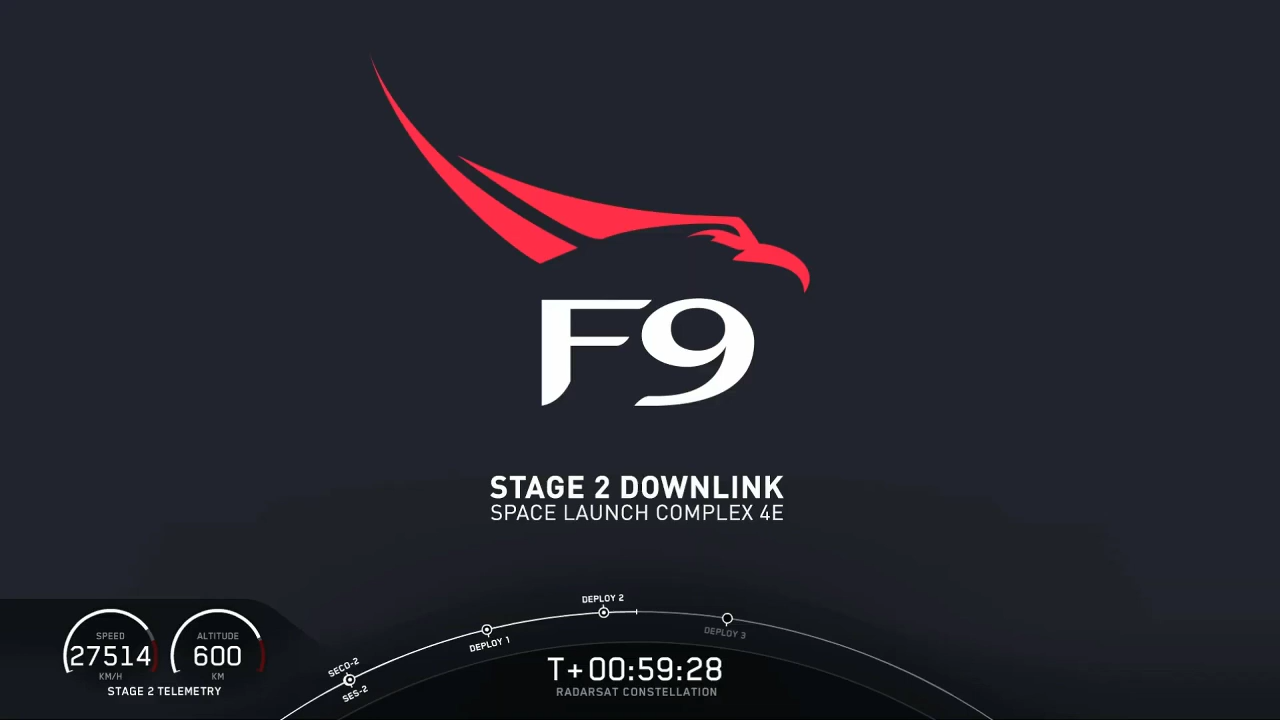 F9
STAGE 2 DOWNLINK
SPACE LAUNCH COMPLEX 4E
SPEED
27514
KM/H
ALTITUDE
600
KM
STAGE 2 TELEMETRY
SECO-2
SES-2
DEPLOY 1
DEPLOY 2
DEPLOY 3
T+00:59:28
RADARSAT CONSTELLATION